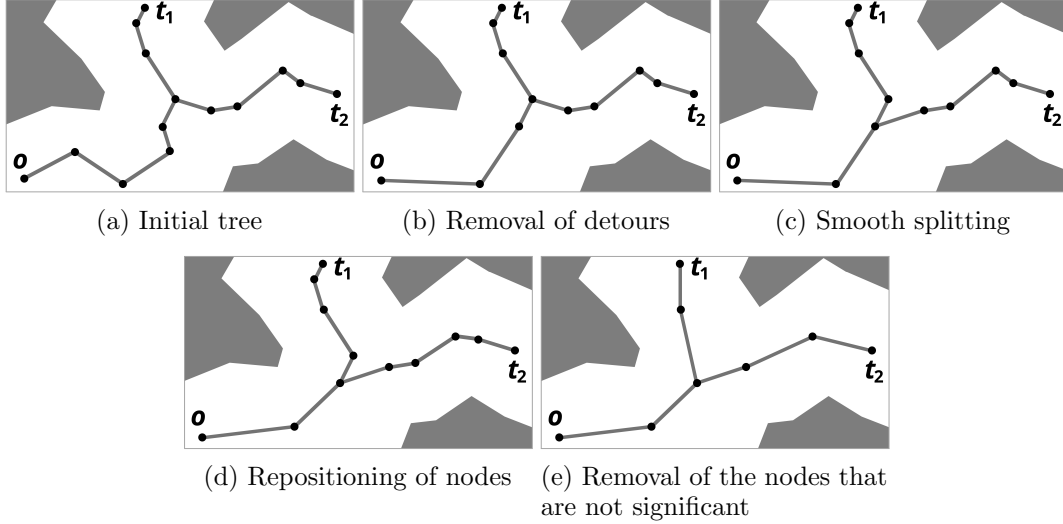 t1
t2
o
(a) Initial tree
t1
t2
o
(b) Removal of detours
t1
t2
o
(c) Smooth splitting
t1
t2
o
(d) Repositioning of nodes
t1
t2
o
(e) Removal of the nodes that
are not significant